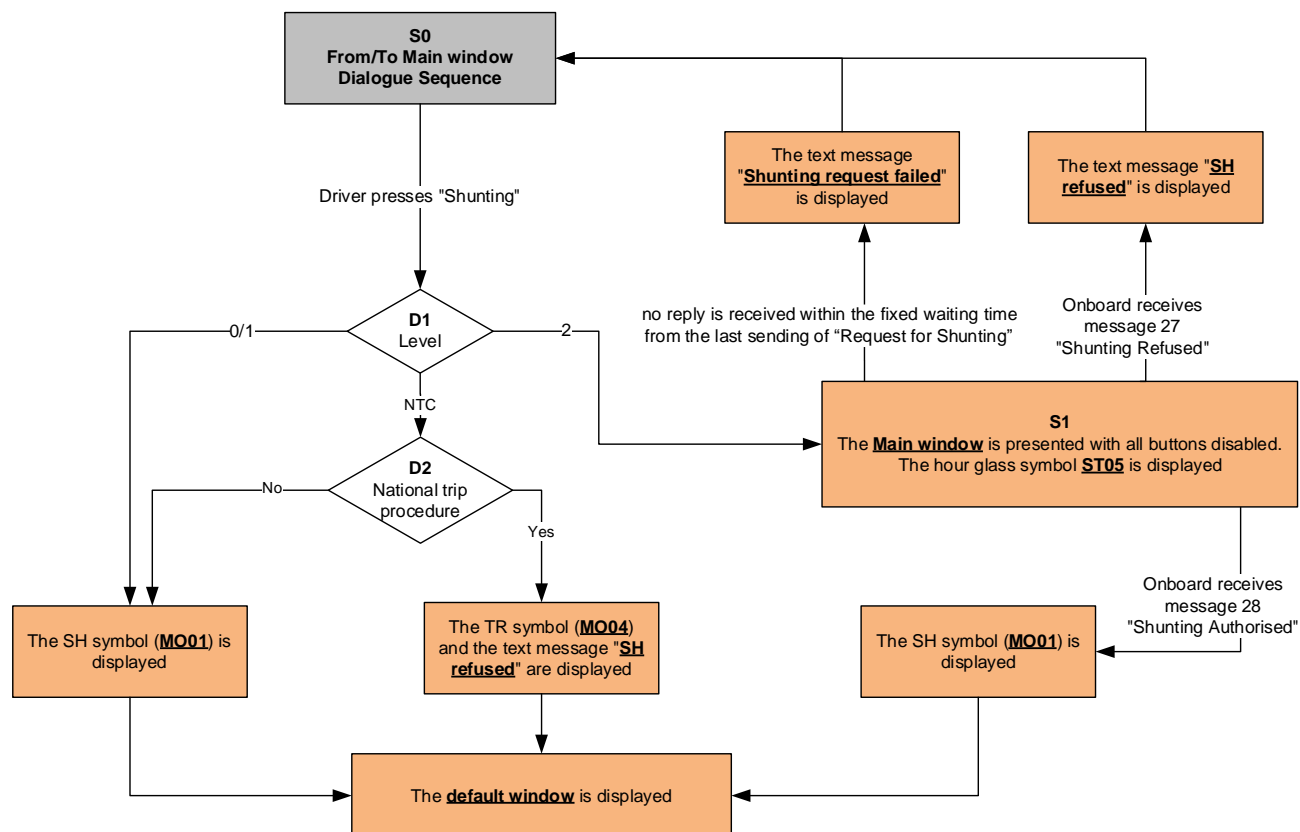 S0
From/To Main window
Dialogue Sequence
Driver presses "Shunting"
D1
Level
0/1
2
NTC
D2
National trip
procedure
No
Yes
The SH symbol (MO01) is
displayed
The TR symbol (MO04)
and the text message "SH
refused" are displayed
The default window is displayed
The text message
"Shunting request failed"
is displayed
The text message "SH
refused" is displayed
no reply is received within the fixed waiting time
from the last sending of “Request for Shunting”
Onboard receives
message 27
"Shunting Refused"
S1
The Main window is presented with all buttons disabled.
The hour glass symbol ST05 is displayed
Onboard receives
message 28
"Shunting Authorised"
The SH symbol (MO01) is
displayed